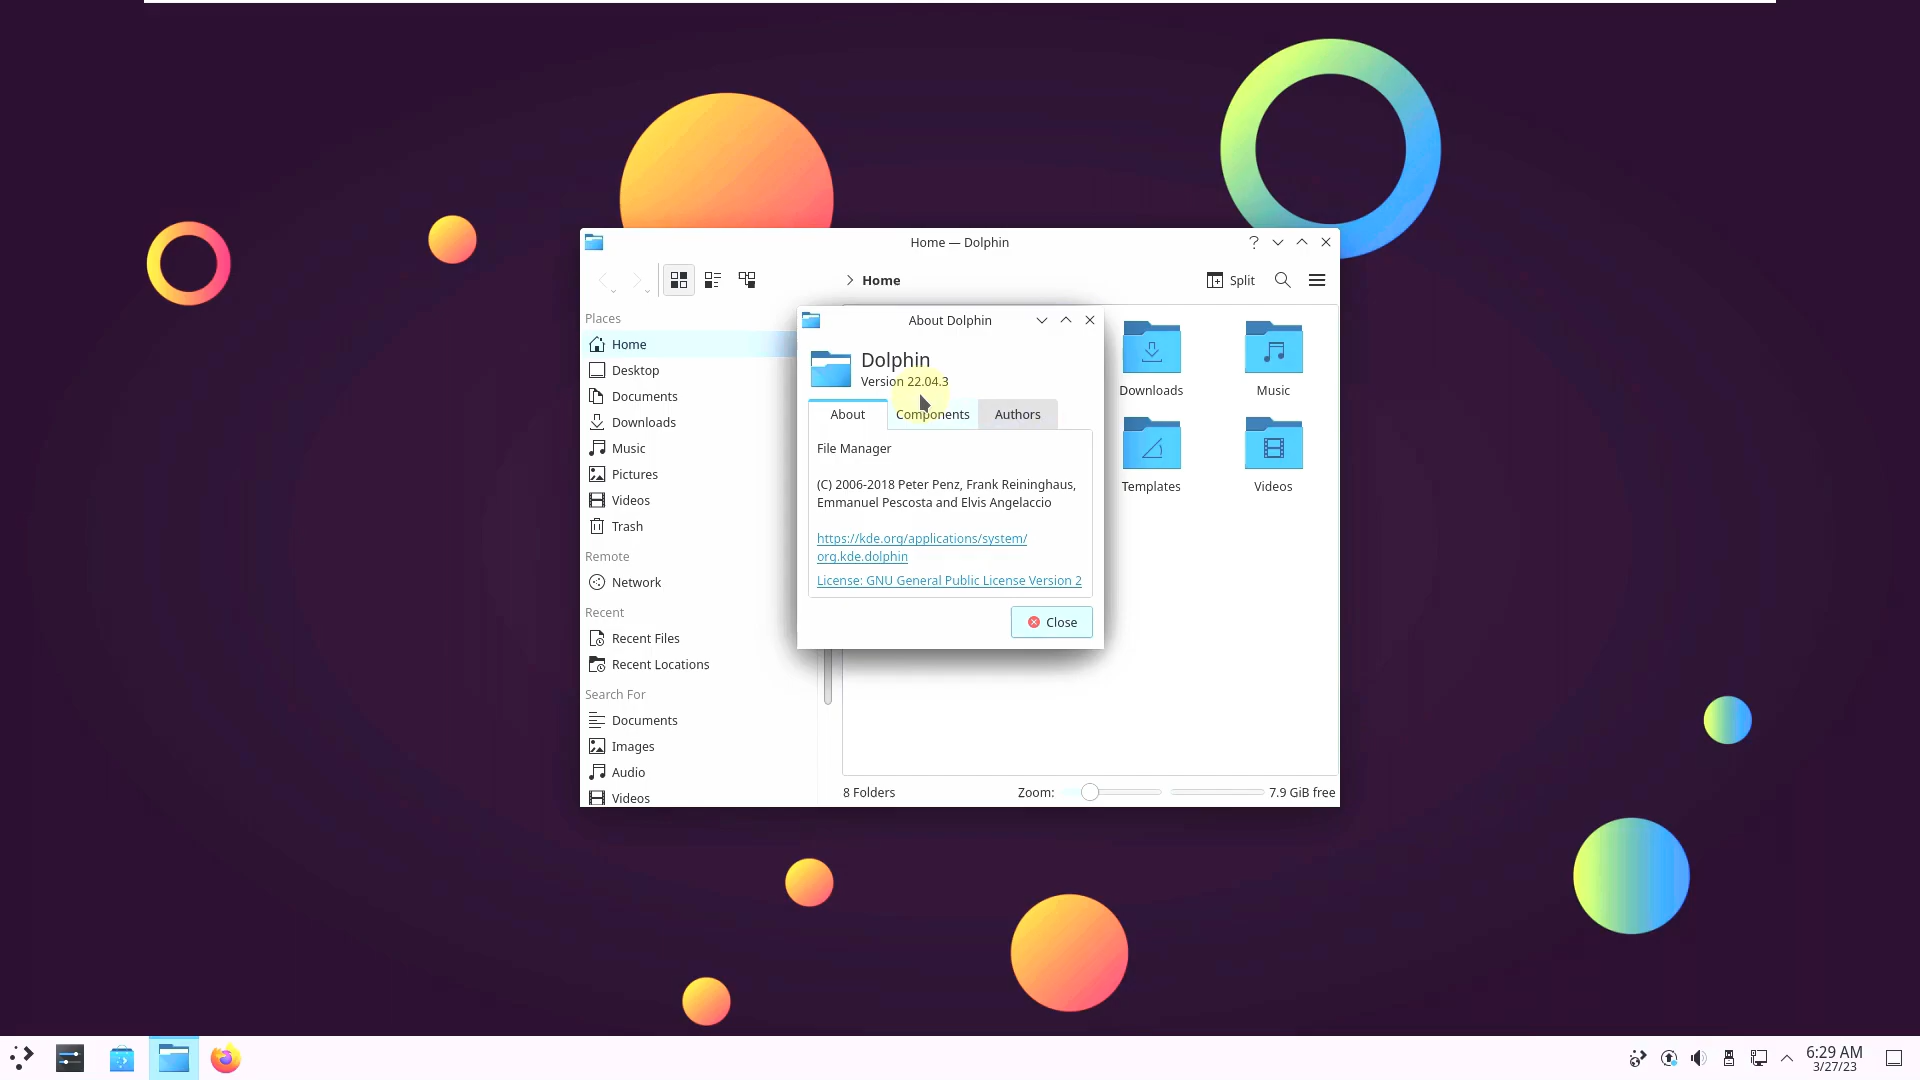 Home — Dolphin
Home
Split
Places
Home
Desktop
Documents
Downloads
Music
Pictures
Videos
Trash
Remote
Network
Recent
Recent Files
Recent Locations
Search For
Documents
Images
Audio
Videos
About Dolphin
Dolphin
Version 22.04.3
About
Components
Authors
File Manager
(C) 2006-2018 Peter Penz, Frank Reininghaus,
Emmanuel Pescosta and Elvis Angelaccio
https://kde.org/applications/system/
org.kde.dolphin
License: GNU General Public License Version 2
Close
Downloads
Music
Templates
Videos
8 Folders
Zoom:
7.9 GiB free
6:29 AM
3/27/23